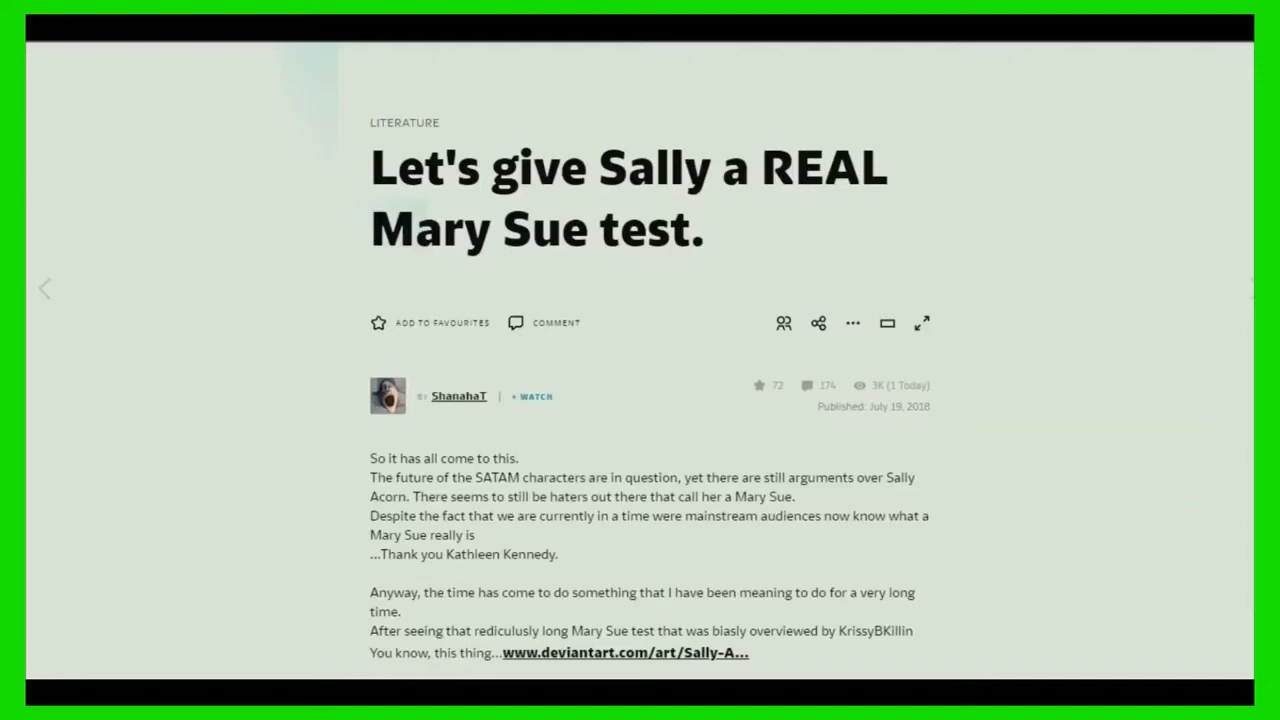 LITERATURE
Let's give Sally a REAL
Mary Sue test.
ADD TO FAVOURITES COMMENT
BY ShanahaT | + WATCH
72 174 3K (1 Today)
Published: July 19, 2018
So it has all come to this.
The future of the SATAM characters are in question, yet there are still arguments over Sally
Acorn. There seems to still be haters out there that call her a Mary Sue.
Despite the fact that we are currently in a time were mainstream audiences now know what a
Mary Sue really is
...Thank you Kathleen Kennedy.
Anyway, the time has come to do something that I have been meaning to do for a very long
time.
After seeing that rediculusly long Mary Sue test that was biasly overviewed by KrissyBKillin
You know, this thing...www.deviantart.com/art/Sally-A...